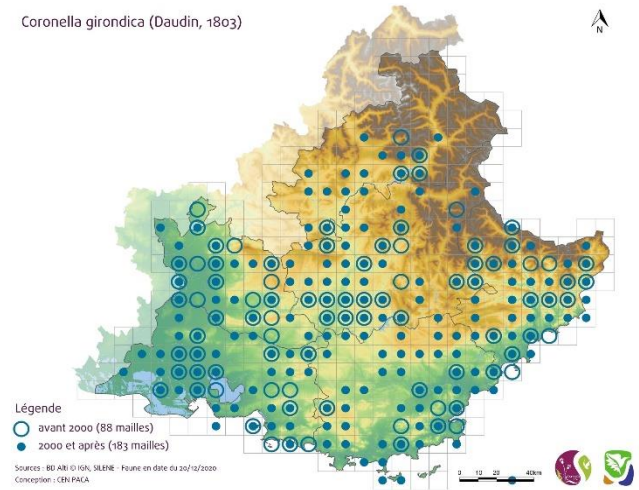 Coronella girondica (Daudin, 1803)
N
Légende
avant 2000 (88 mailles)
2000 et après (183 mailles)
Sources : BD Alti © IGN, SILENE - Faune en date du 20/12/2020
Conception : CEN PACA
0 10 20 40km